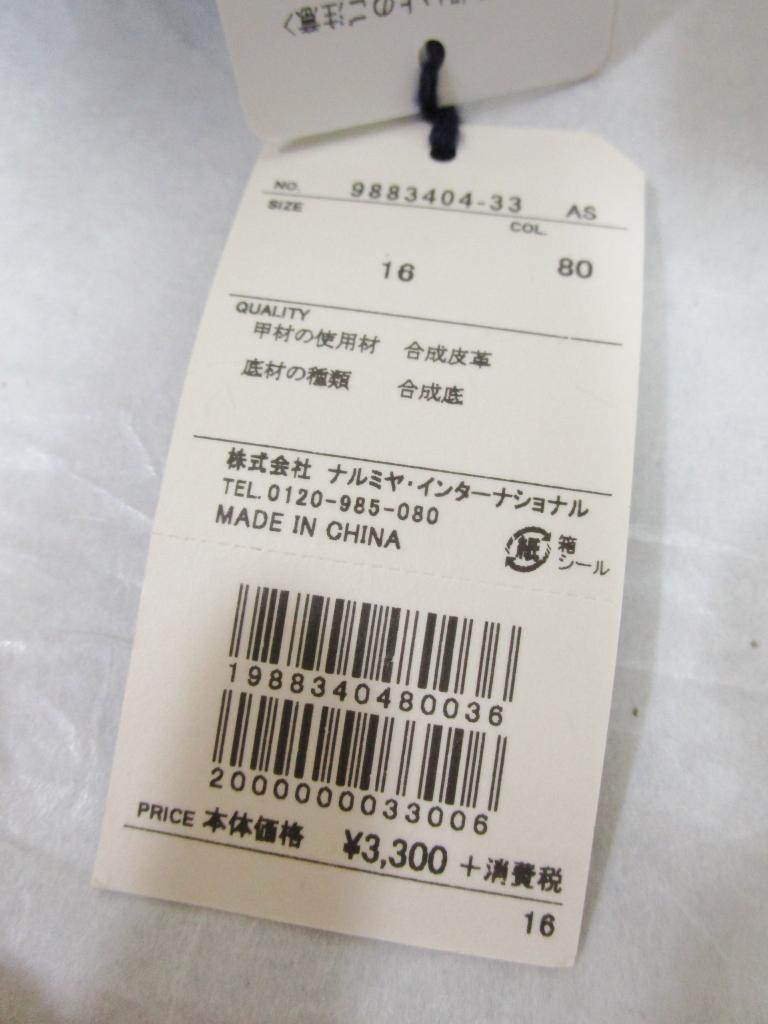 NO. 9883404-33 AS
SIZE COL.
16 80
QUALITY
甲材の使用材 合成皮革
底材の種類 合成底
株式会社 ナルミヤ・インターナショナル
TEL.0120-985-080
MADE IN CHINA
紙 箱
シール
1988340480036
2000000033006
PRICE 本体価格 ¥3,300 +消費税
16